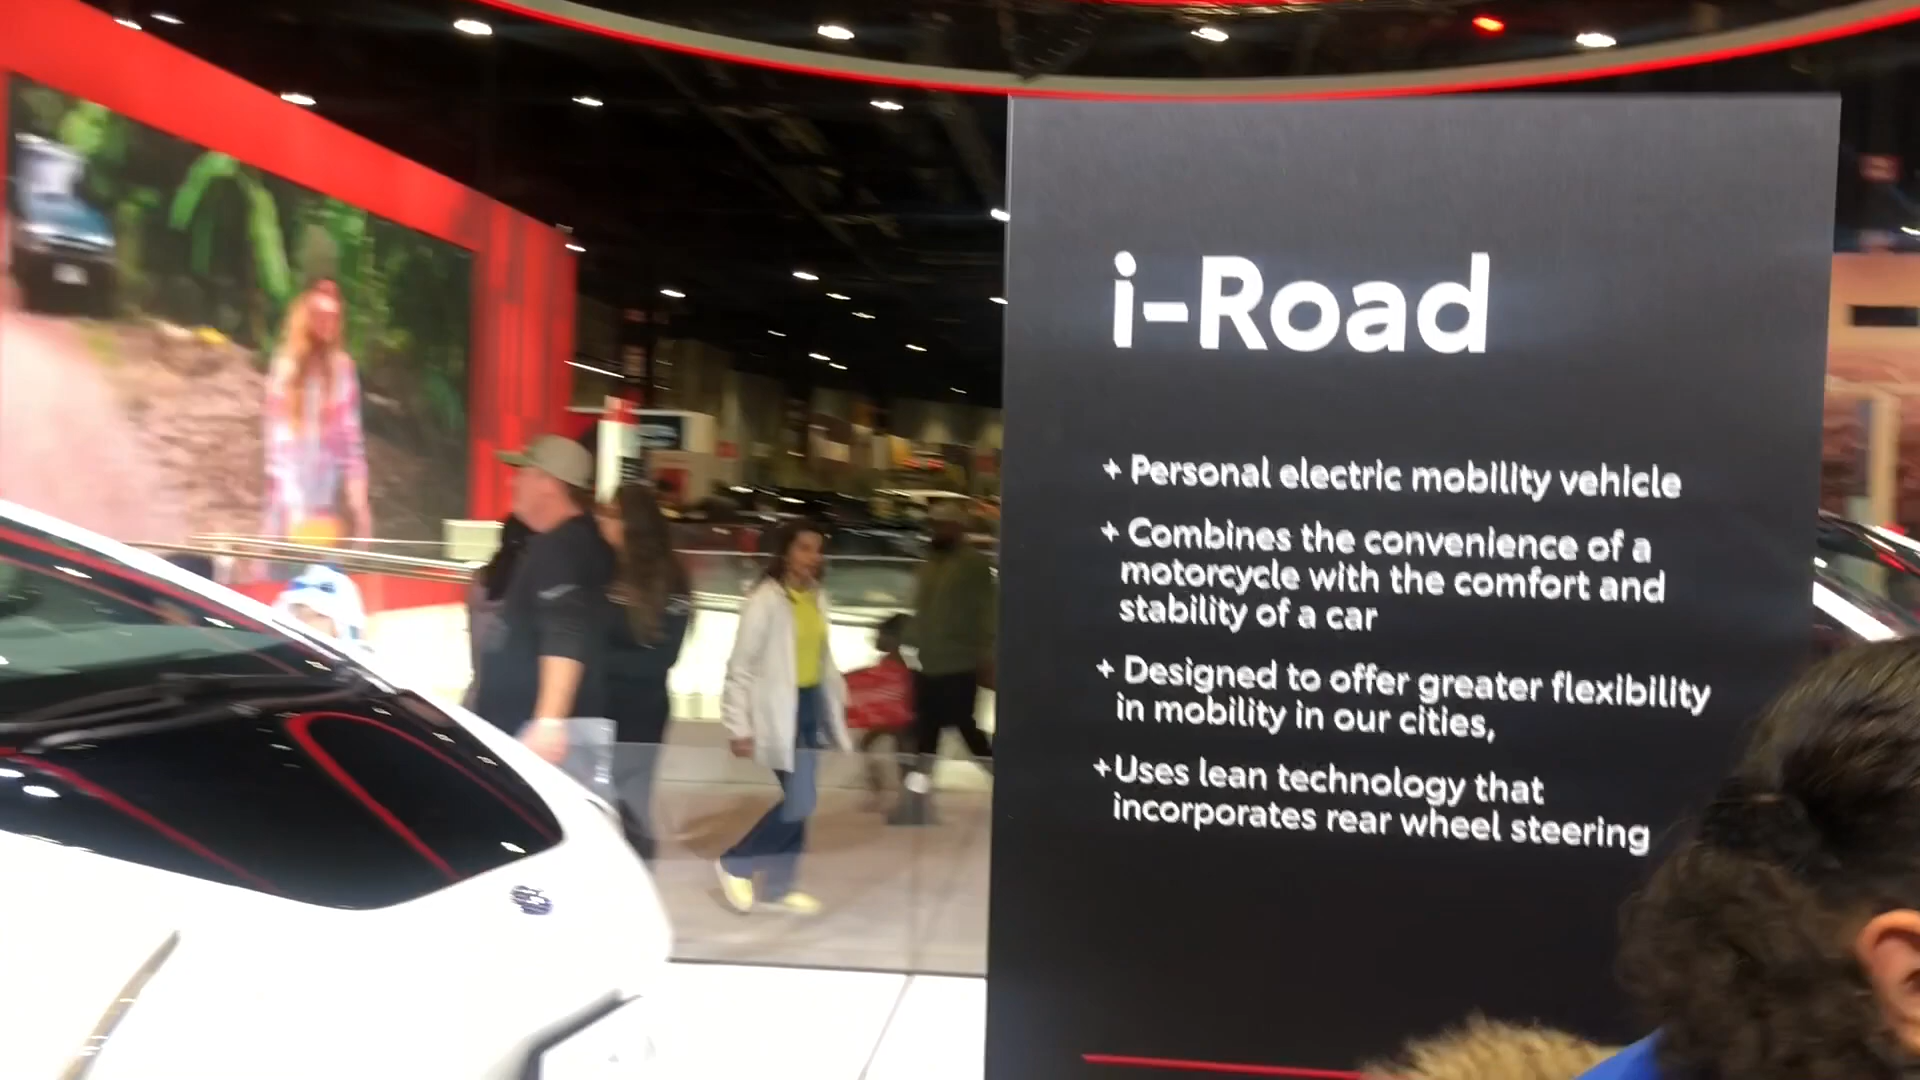 i-Road
+ Personal electric mobility vehicle
+ Combines the convenience of a
motorcycle with the comfort and
stability of a car
+ Designed to offer greater flexibility
in mobility in our cities,
+Uses lean technology that
incorporates rear wheel steering